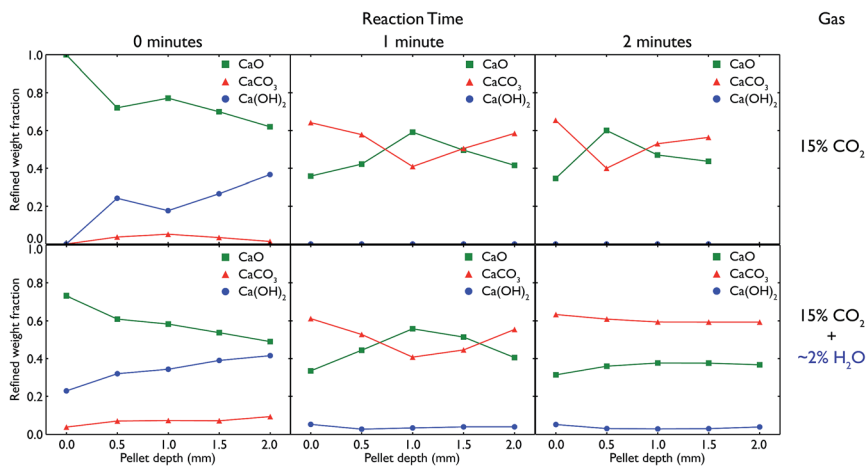 Reaction Time
Gas
0 minutes
1 minute
2 minutes
Refined weight fraction
1.0
0.8
0.6
0.4
0.2
0.0
CaO
CaCO₃
Ca(OH)₂
CaO
CaCO₃
Ca(OH)₂
CaO
CaCO₃
Ca(OH)₂
15% CO₂
Refined weight fraction
1.0
0.8
0.6
0.4
0.2
0.0
CaO
CaCO₃
Ca(OH)₂
CaO
CaCO₃
Ca(OH)₂
CaO
CaCO₃
Ca(OH)₂
15% CO₂
+
~2% H₂O
0.0 0.5 1.0 1.5 2.0
0.0 0.5 1.0 1.5 2.0
0.0 0.5 1.0 1.5 2.0
Pellet depth (mm)
Pellet depth (mm)
Pellet depth (mm)